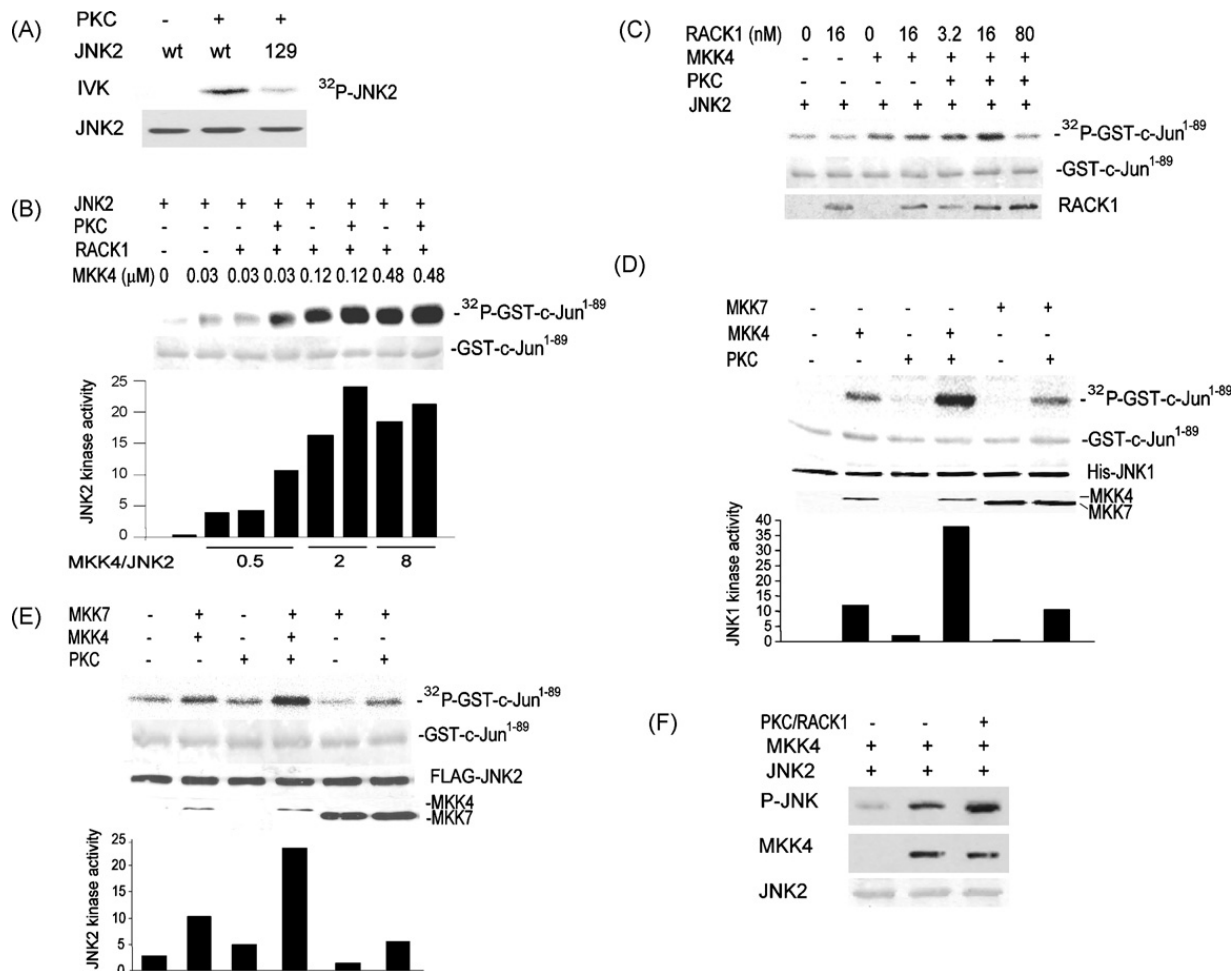 (A)
PKC - + +
JNK2 wt wt 129
IVK ³²P-JNK2
JNK2
(B)
JNK2 + + + + + + + +
PKC - - - + - + - +
RACK1 - - + + + + + +
MKK4 (μM) 0 0.03 0.03 0.03 0.12 0.12 0.48 0.48
-³²P-GST-c-Jun¹⁻⁸⁹
-GST-c-Jun¹⁻⁸⁹
JNK2 kinase activity
25
20
15
10
5
0
MKK4/JNK2 0.5 2 8
(C)
RACK1 (nM) 0 16 0 16 3.2 16 80
MKK4 - - + + + + +
PKC - - - - + + +
JNK2 + + + + + + +
-³²P-GST-c-Jun¹⁻⁸⁹
-GST-c-Jun¹⁻⁸⁹
RACK1
(D)
MKK7 - - - - + +
MKK4 - + - + - -
PKC - - + + - +
-³²P-GST-c-Jun¹⁻⁸⁹
-GST-c-Jun¹⁻⁸⁹
His-JNK1
MKK4
MKK7
JNK1 kinase activity
40
35
30
25
20
15
10
5
0
(E)
MKK7 - + - + + +
MKK4 - + - + - -
PKC - - + + - +
-³²P-GST-c-Jun¹⁻⁸⁹
-GST-c-Jun¹⁻⁸⁹
FLAG-JNK2
-MKK4
-MKK7
JNK2 kinase activity
25
20
15
10
5
0
(F)
PKC/RACK1 - - +
MKK4 + + +
JNK2 + + +
P-JNK
MKK4
JNK2